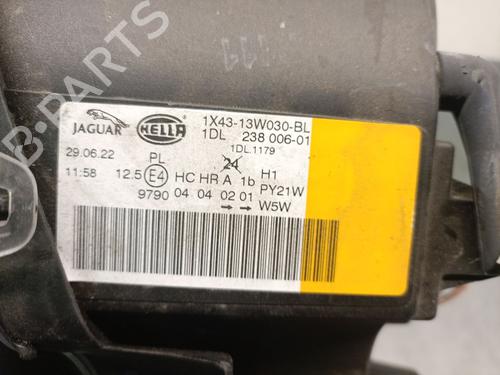 JAGUAR HELLA 1X43-13W030-BL
1DL 238 006-01
1DL.1179
29.06.22 PL 24 H1
11:58 12.5 E4 HC HR A 1b PY21W
9790 04 04 02 01 W5W